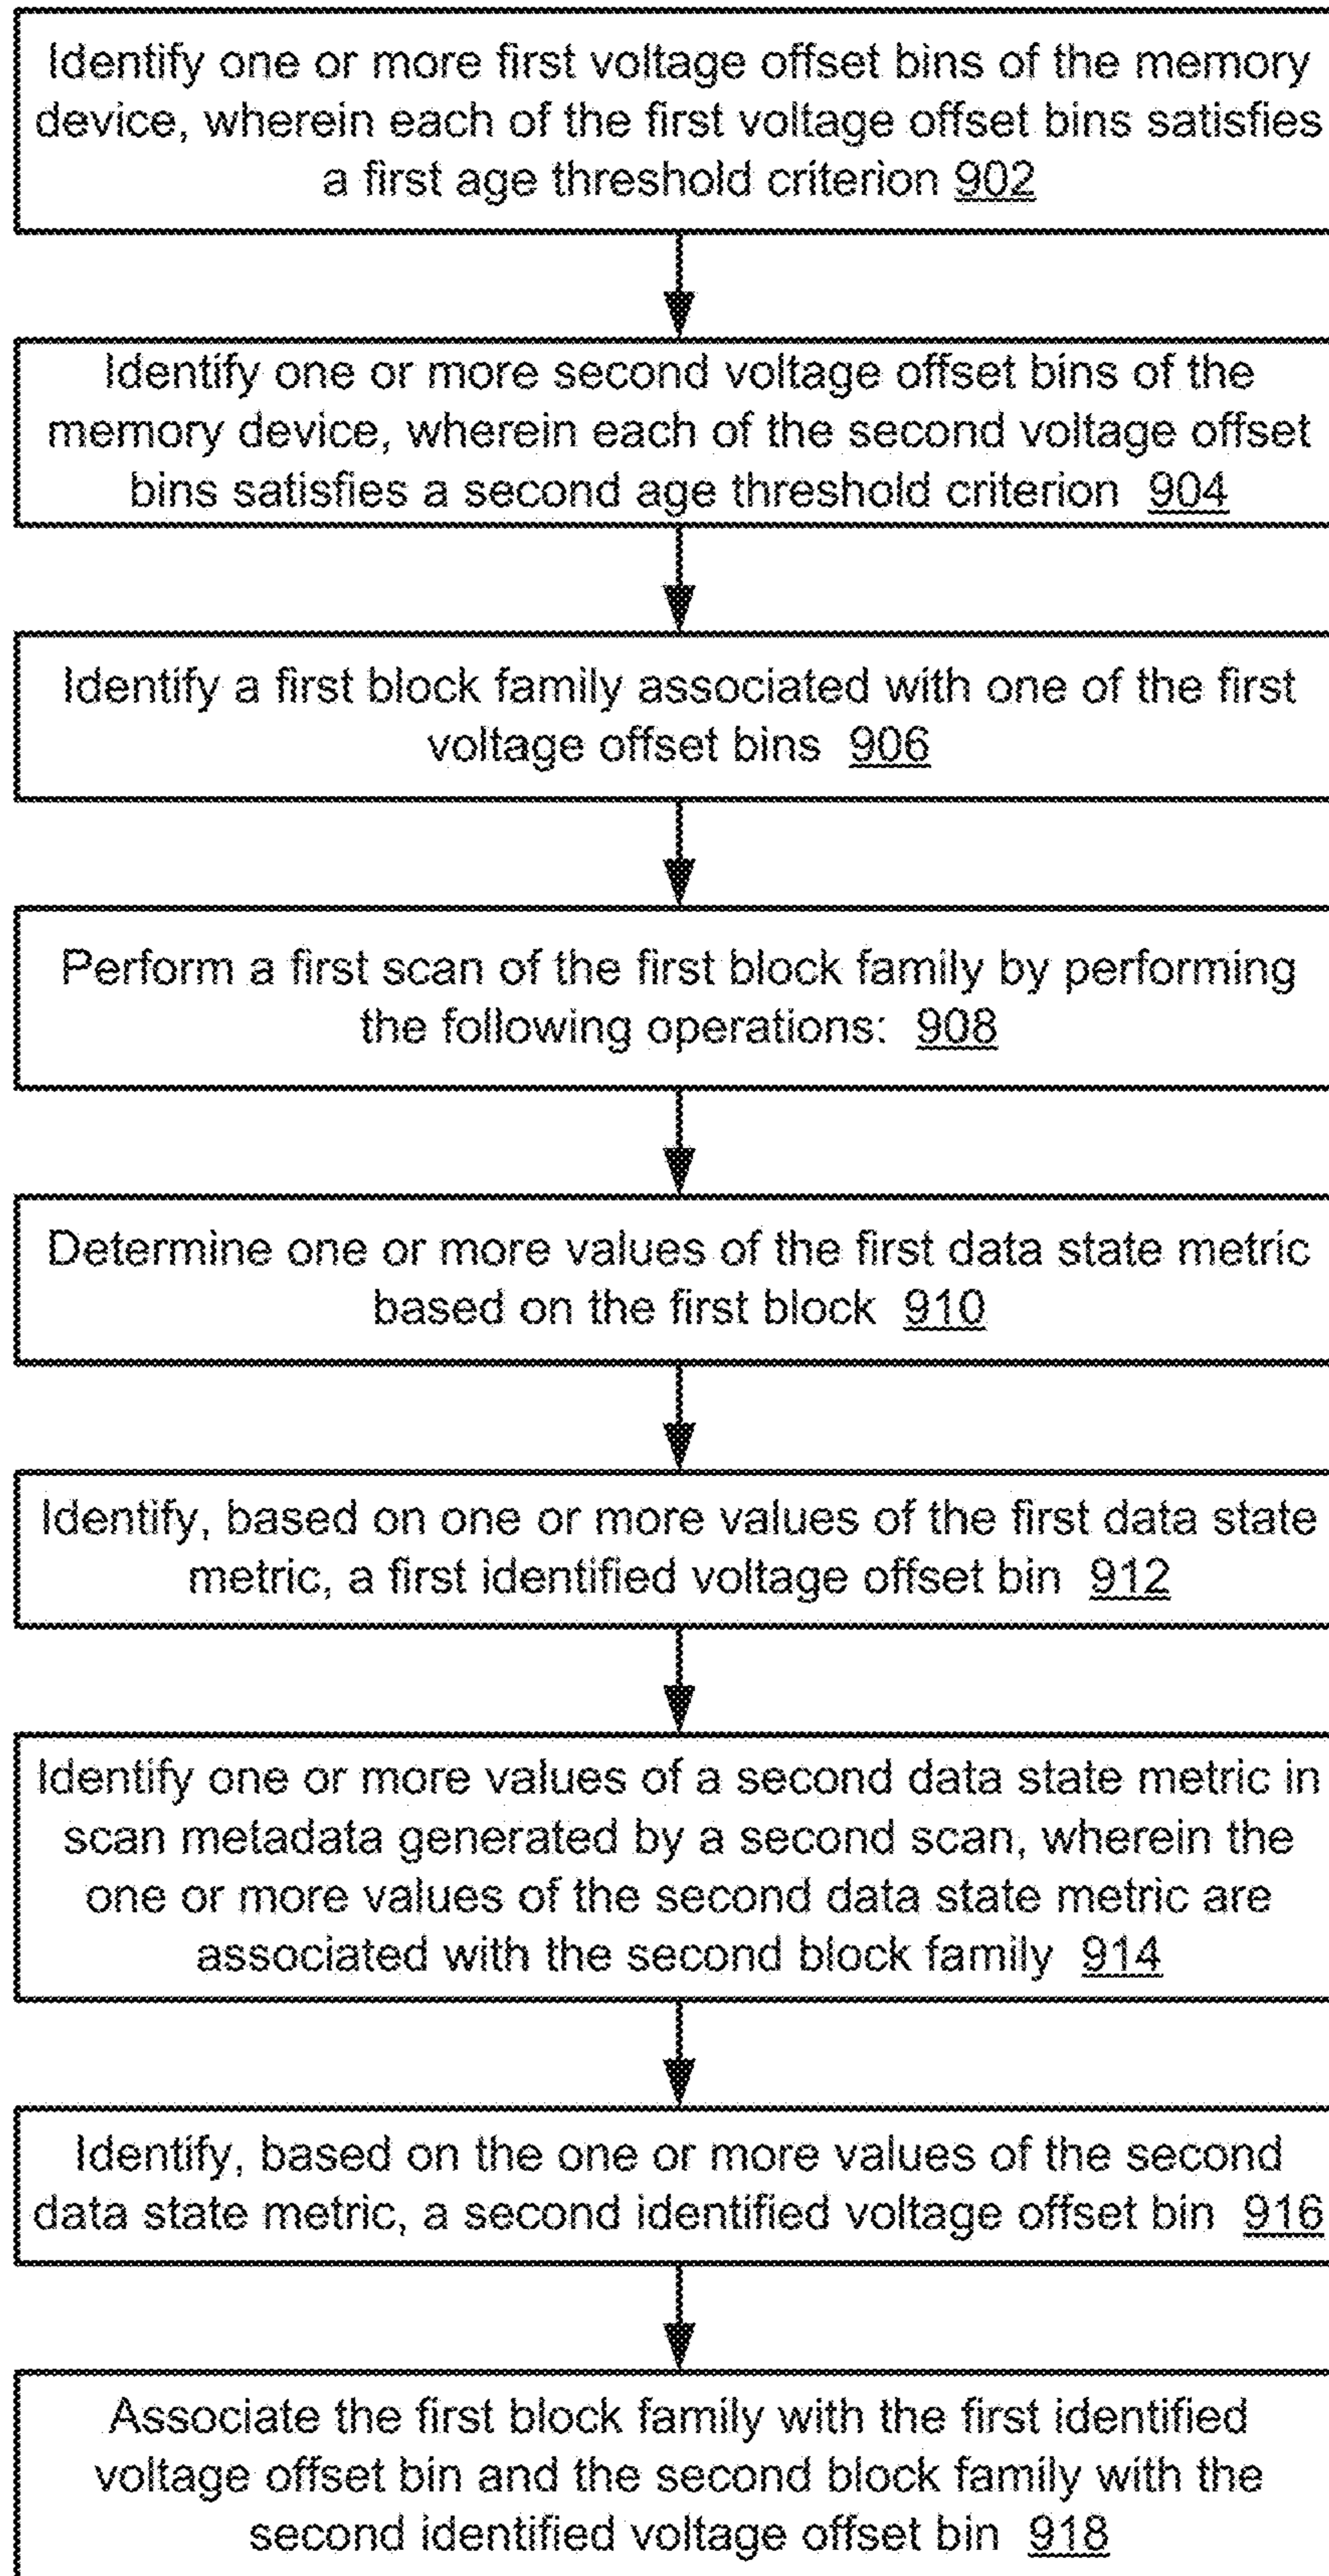 Identify one or more first voltage offset bins of the memory
device, wherein each of the first voltage offset bins satisfies
a first age threshold criterion 902
Identify one or more second voltage offset bins of the
memory device, wherein each of the second voltage offset
bins satisfies a second age threshold criterion 904
Identify a first block family associated with one of the first
voltage offset bins 906
Perform a first scan of the first block family by performing
the following operations: 908
Determine one or more values of the first data state metric
based on the first block 910
Identify, based on one or more values of the first data state
metric, a first identified voltage offset bin 912
Identify one or more values of a second data state metric in
scan metadata generated by a second scan, wherein the
one or more values of the second data state metric are
associated with the second block family 914
Identify, based on the one or more values of the second
data state metric, a second identified voltage offset bin 916
Associate the first block family with the first identified
voltage offset bin and the second block family with the
second identified voltage offset bin 918